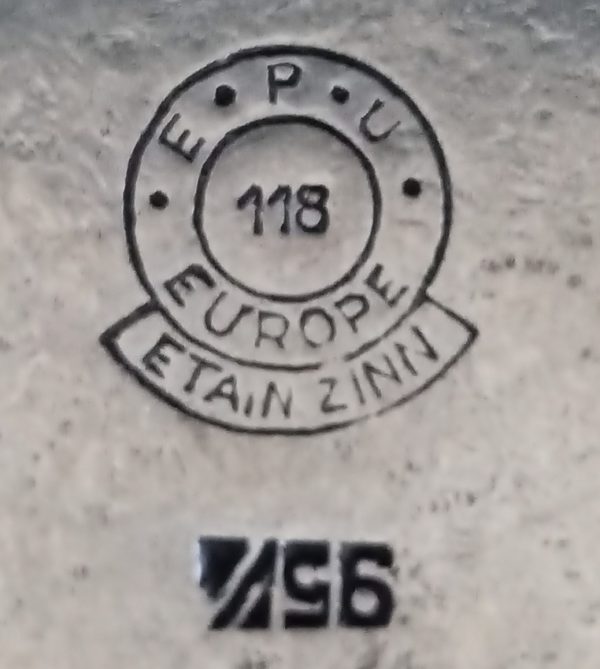 E·P·U
118
EUROPE
ETAiN ZINN
95%